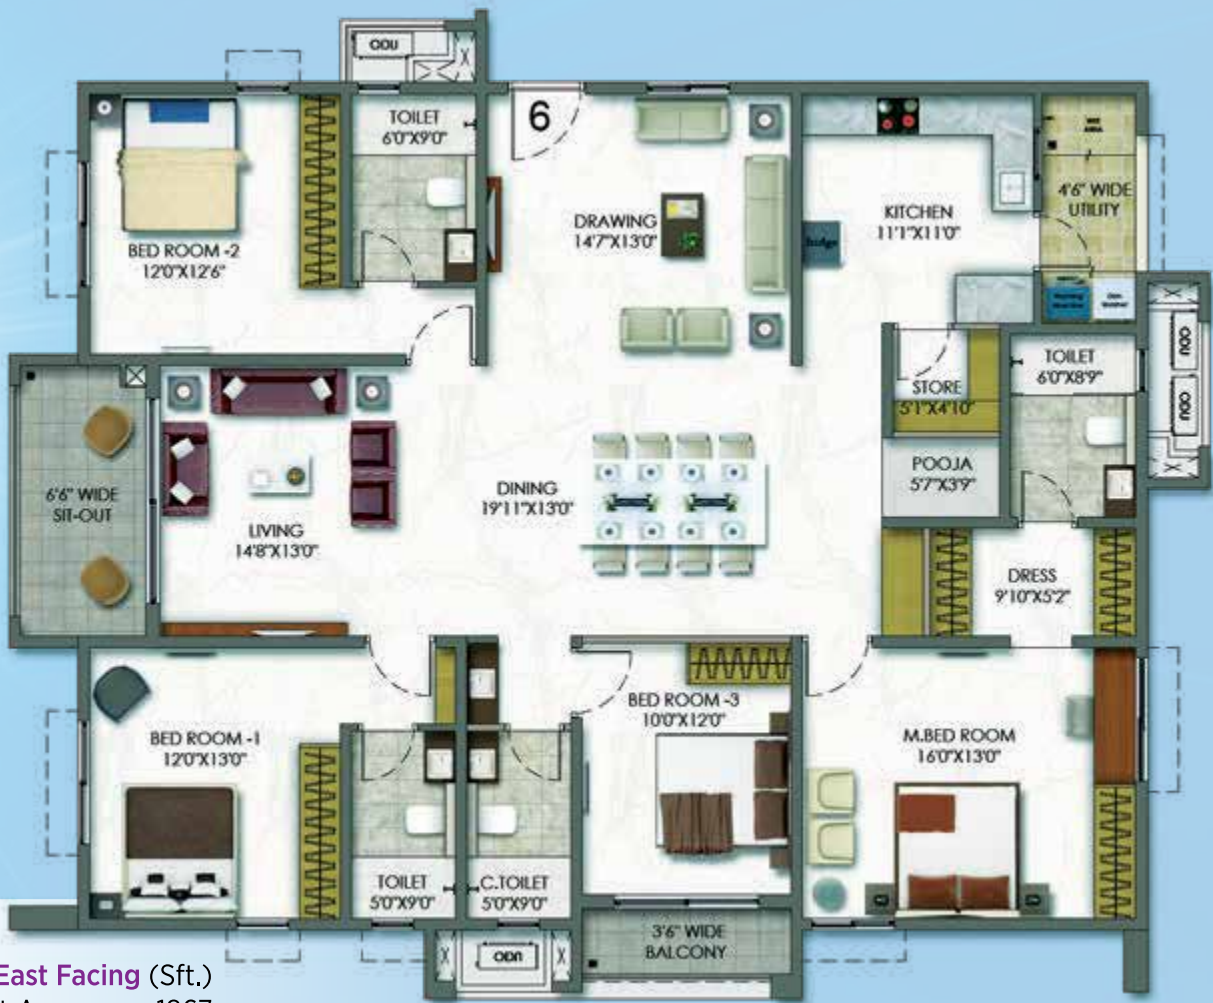 ODU
6
TOILET
6'0"X9'0"
BED ROOM -2
12'0"X12'6"
DRAWING
14'7"X13'0"
KITCHEN
11'1"X11'0"
4'6" WIDE
UTILITY
ODU
ODU
STORE
5'1"X4'10"
TOILET
6'0"X8'9"
POOJA
5'7"X3'9"
6'6" WIDE
SIT-OUT
LIVING
14'8"X13'0"
DINING
19'11"X13'0"
DRESS
9'10"X5'2"
BED ROOM -1
12'0"X13'0"
BED ROOM -3
10'0"X12'0"
M.BED ROOM
16'0"X13'0"
TOILET
5'0"X9'0"
C.TOILET
5'0"X9'0"
3'6" WIDE
BALCONY
ODU
East Facing (Sft.)